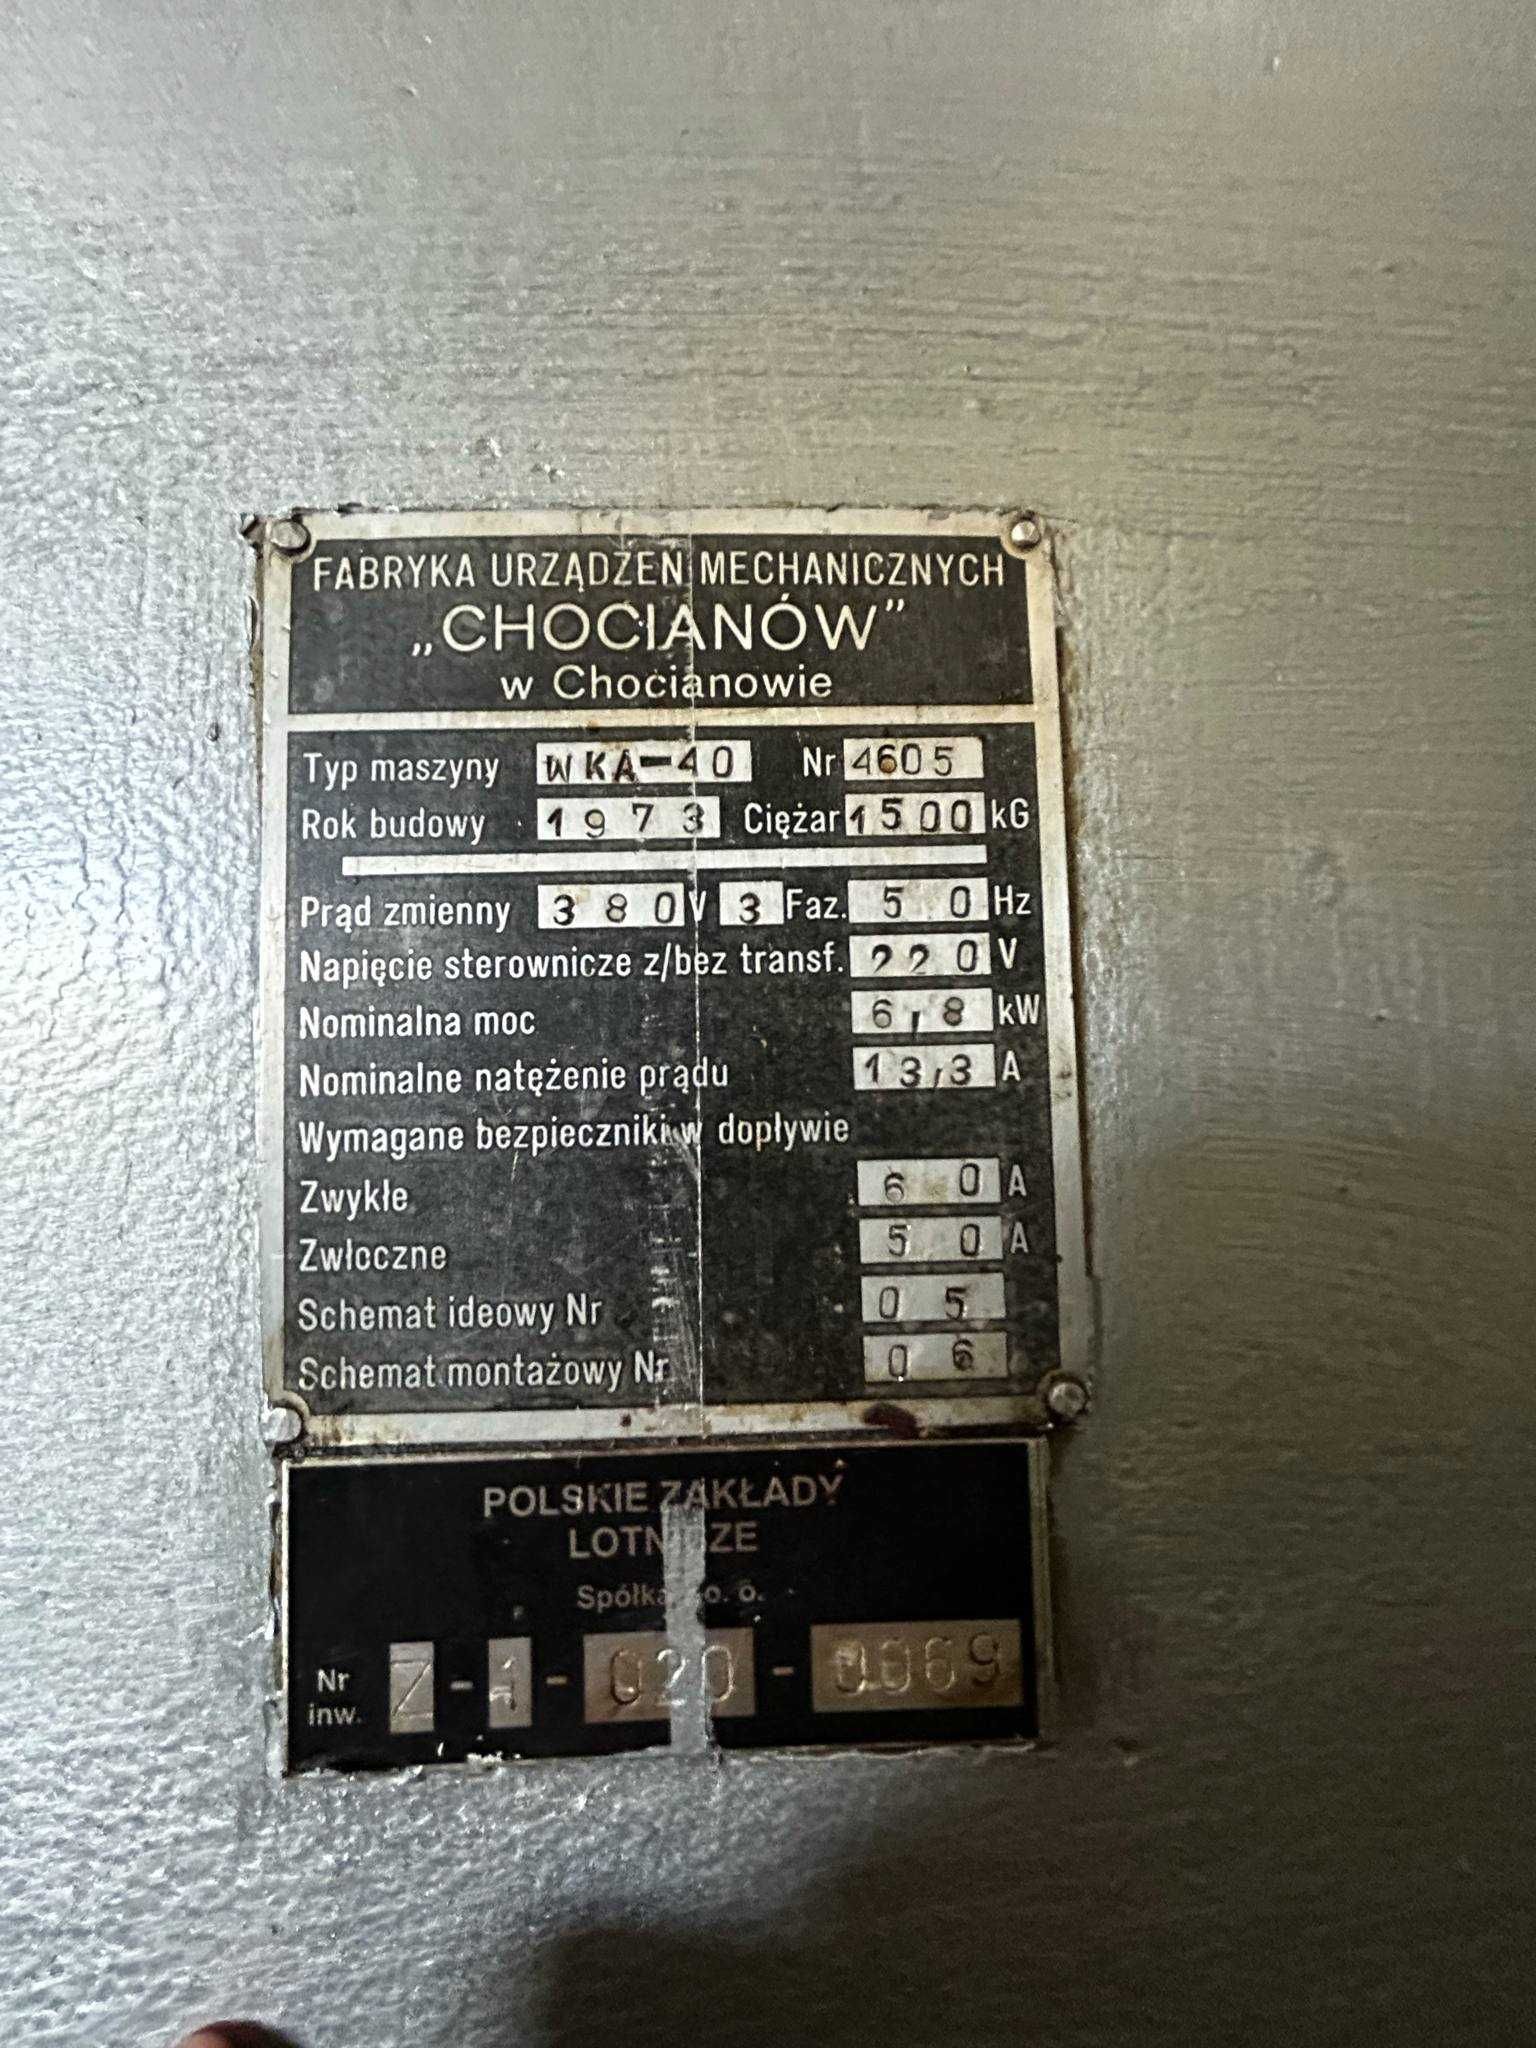 FABRYKA URZĄDZEŃ MECHANICZNYCH
„CHOCIANÓW”
w Chocianowie
Typ maszyny WKA-40 Nr 4605
Rok budowy 1973 Ciężar 1500 kG
Prąd zmienny 380 V 3 Faz. 50 Hz
Napięcie sterownicze z/bez transf. 220 V
Nominalna moc 6,8 kW
Nominalne natężenie prądu 13,3 A
Wymagane bezpieczniki w dopływie
Zwykłe 60 A
Zwłoczne 50 A
Schemat ideowy Nr 05
Schemat montażowy Nr 06
POLSKIE ZAKŁADY
LOTNICZE
Spółka z o. o.
Nr inw. Z-1-020-0069